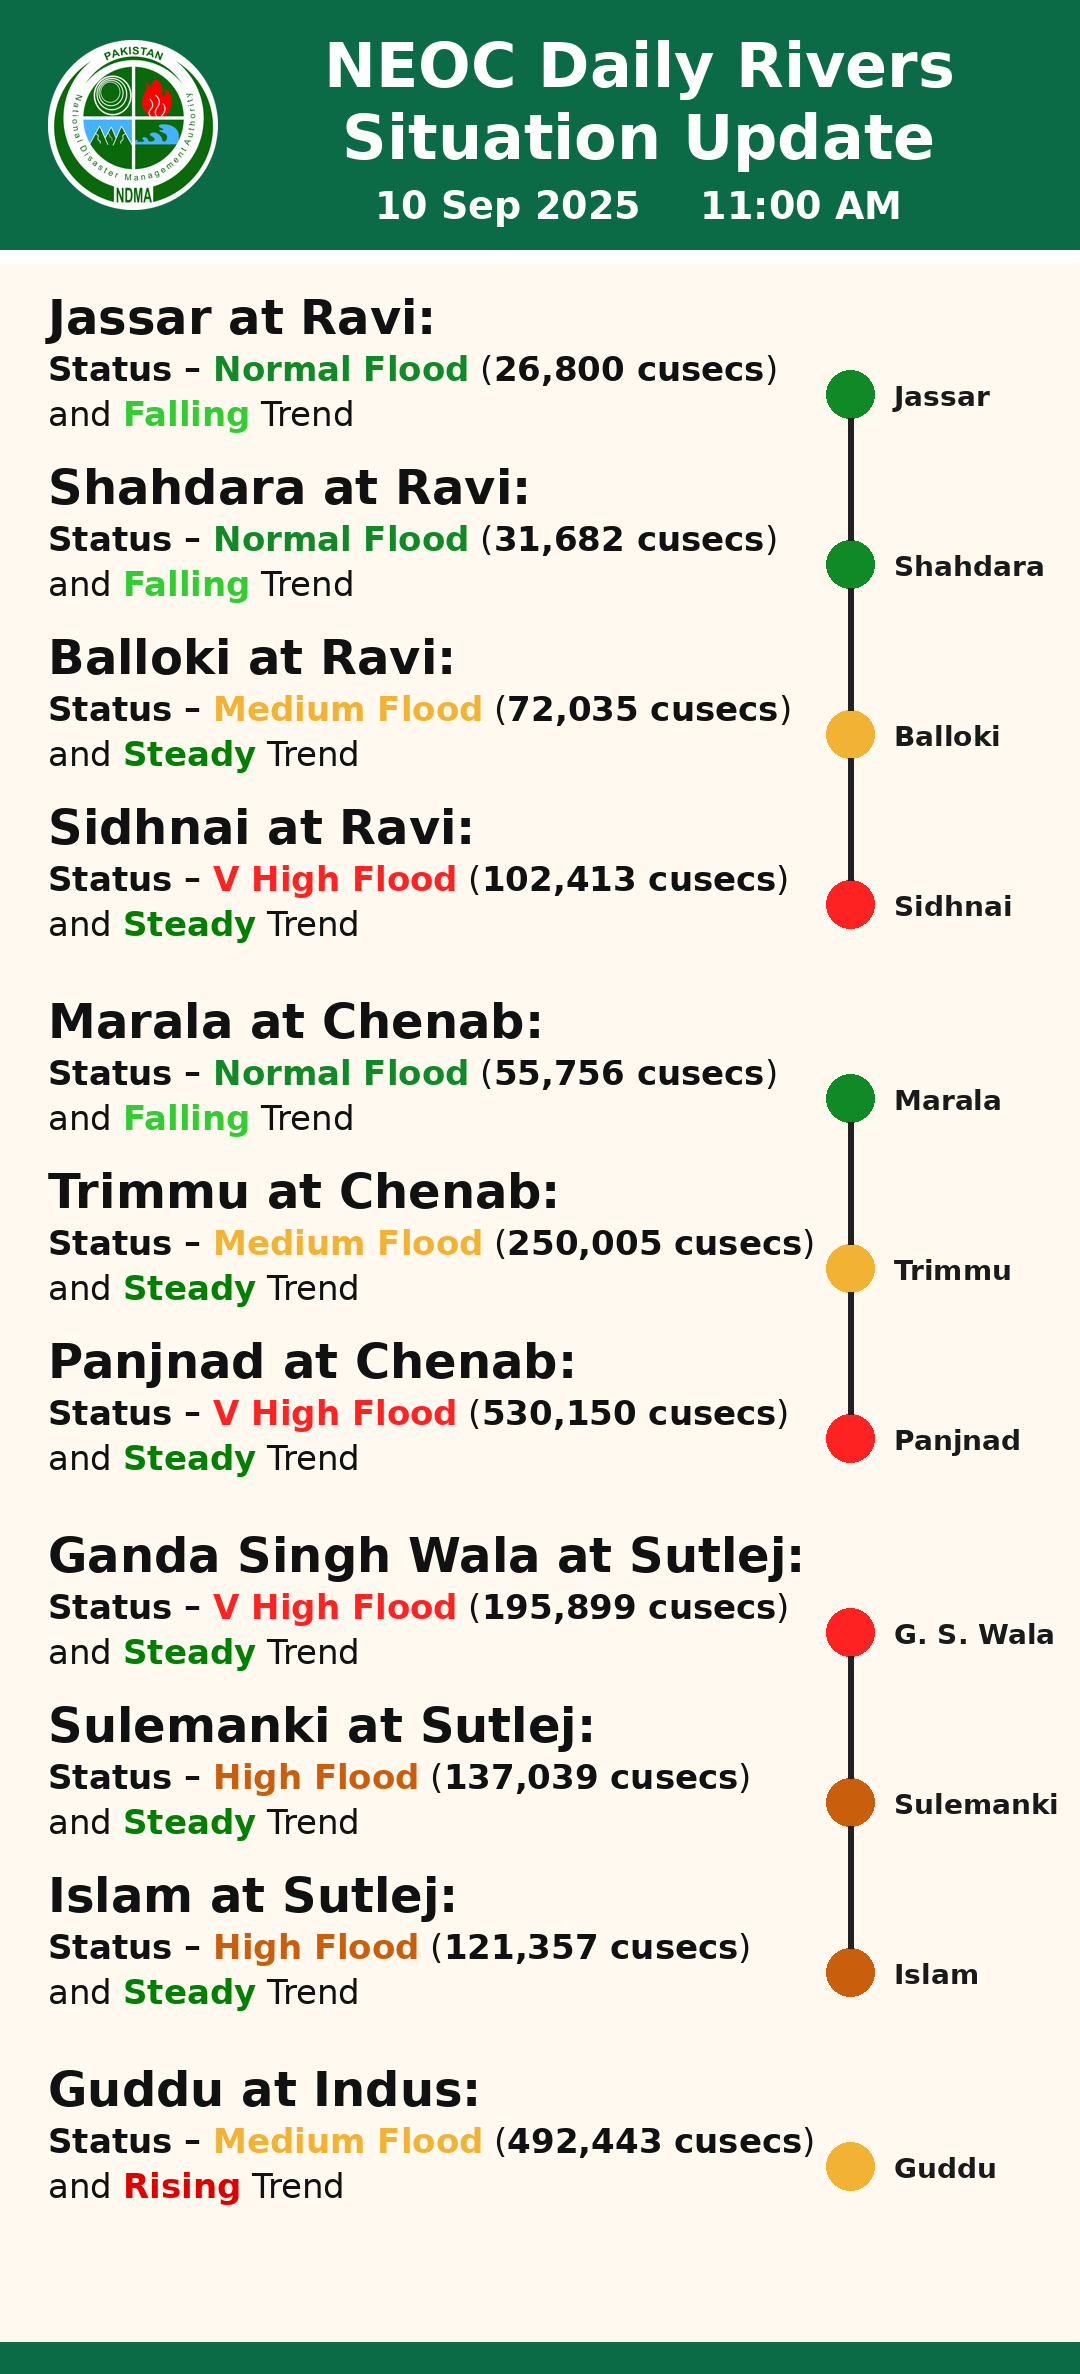 PAKISTAN
National Disaster Management Authority
NDMA
NEOC Daily Rivers
Situation Update
10 Sep 2025 11:00 AM
Jassar at Ravi:
Status – Normal Flood (26,800 cusecs)
and Falling Trend
Jassar
Shahdara at Ravi:
Status – Normal Flood (31,682 cusecs)
and Falling Trend
Shahdara
Balloki at Ravi:
Status – Medium Flood (72,035 cusecs)
and Steady Trend
Balloki
Sidhnai at Ravi:
Status – V High Flood (102,413 cusecs)
and Steady Trend
Sidhnai
Marala at Chenab:
Status – Normal Flood (55,756 cusecs)
and Falling Trend
Marala
Trimmu at Chenab:
Status – Medium Flood (250,005 cusecs)
and Steady Trend
Trimmu
Panjnad at Chenab:
Status – V High Flood (530,150 cusecs)
and Steady Trend
Panjnad
Ganda Singh Wala at Sutlej:
Status – V High Flood (195,899 cusecs)
and Steady Trend
G. S. Wala
Sulemanki at Sutlej:
Status – High Flood (137,039 cusecs)
and Steady Trend
Sulemanki
Islam at Sutlej:
Status – High Flood (121,357 cusecs)
and Steady Trend
Islam
Guddu at Indus:
Status – Medium Flood (492,443 cusecs)
and Rising Trend
Guddu